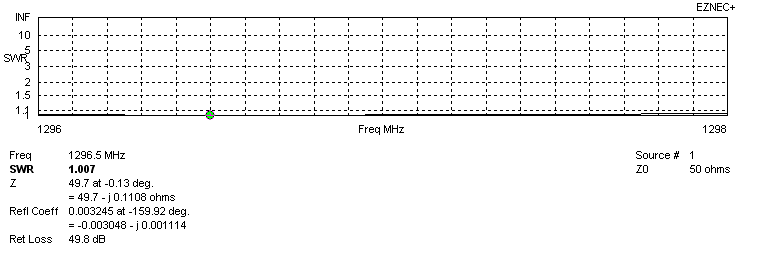 EZNEC+
INF
10
5
SWR
3
2
1.5
1.1
1
1296 Freq MHz 1298
Freq 1296.5 MHz Source # 1
SWR 1.007 Z0 50 ohms
Z 49.7 at -0.13 deg.
= 49.7 - j 0.1108 ohms
Refl Coeff 0.003245 at -159.92 deg.
= -0.003048 - j 0.001114
Ret Loss 49.8 dB